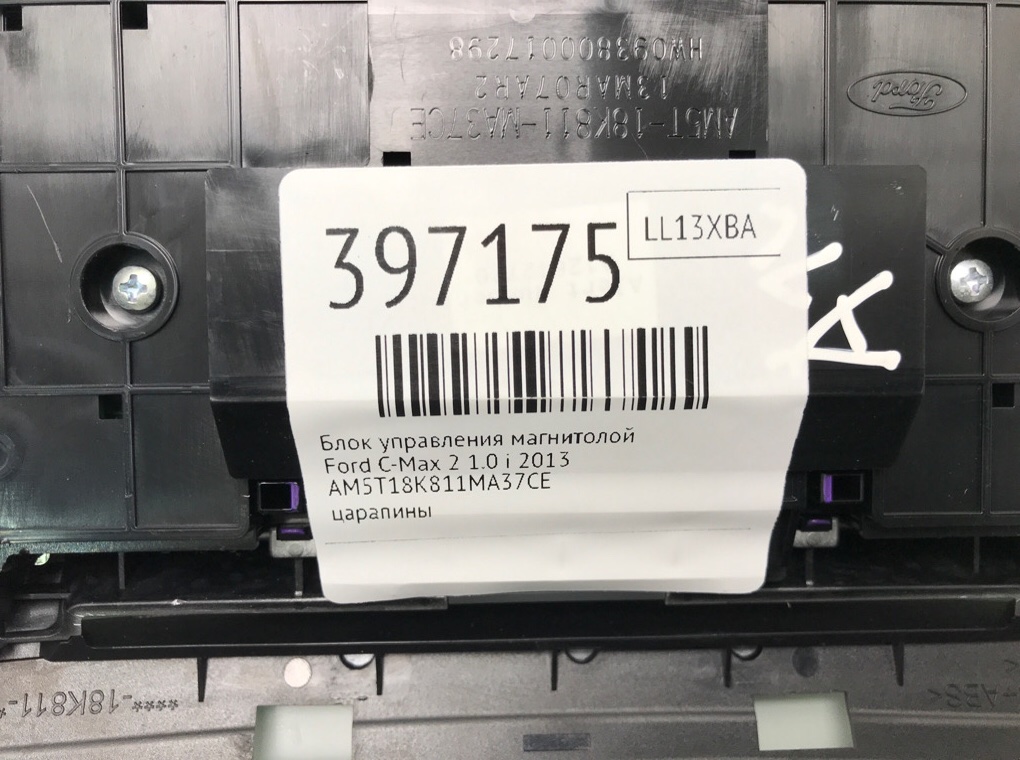 HW093800017298
13MAR07AR2
AM5T-18K811-MA37CE
Ford
397175
LL13XBA
Блок управления магнитолой
Ford C-Max 2 1.0 i 2013
AM5T18K811MA37CE
царапины
****-18K811-*